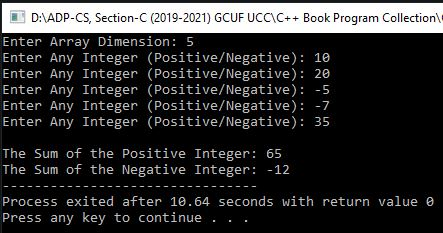 D:\ADP-CS, Section-C (2019-2021) GCUF UCC\C++ Book Program Collection\
Enter Array Dimension: 5
Enter Any Integer (Positive/Negative): 10
Enter Any Integer (Positive/Negative): 20
Enter Any Integer (Positive/Negative): -5
Enter Any Integer (Positive/Negative): -7
Enter Any Integer (Positive/Negative): 35
The Sum of the Positive Integer: 65
The Sum of the Negative Integer: -12
--------------------------------
Process exited after 10.64 seconds with return value 0
Press any key to continue . . .